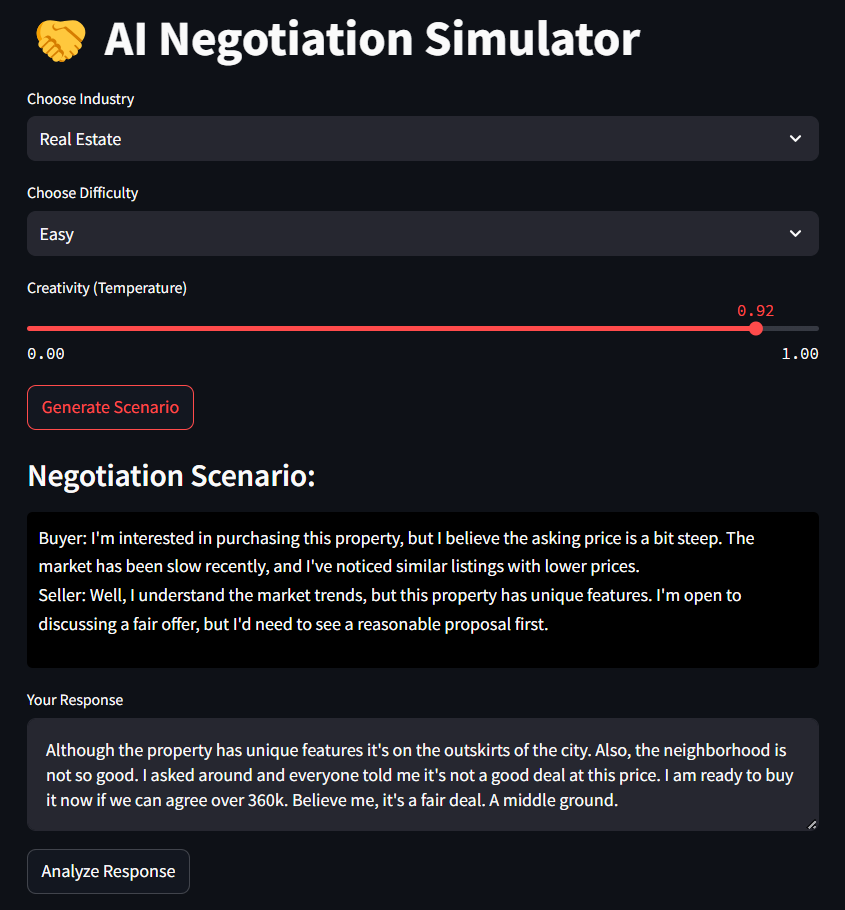 🤝 AI Negotiation Simulator
Choose Industry
Real Estate
Choose Difficulty
Easy
Creativity (Temperature)
0.92
0.00 1.00
Generate Scenario
Negotiation Scenario:
Buyer: I'm interested in purchasing this property, but I believe the asking price is a bit steep. The
market has been slow recently, and I've noticed similar listings with lower prices.
Seller: Well, I understand the market trends, but this property has unique features. I'm open to
discussing a fair offer, but I'd need to see a reasonable proposal first.
Your Response
Although the property has unique features it's on the outskirts of the city. Also, the neighborhood is
not so good. I asked around and everyone told me it's not a good deal at this price. I am ready to buy
it now if we can agree over 360k. Believe me, it's a fair deal. A middle ground.
Analyze Response